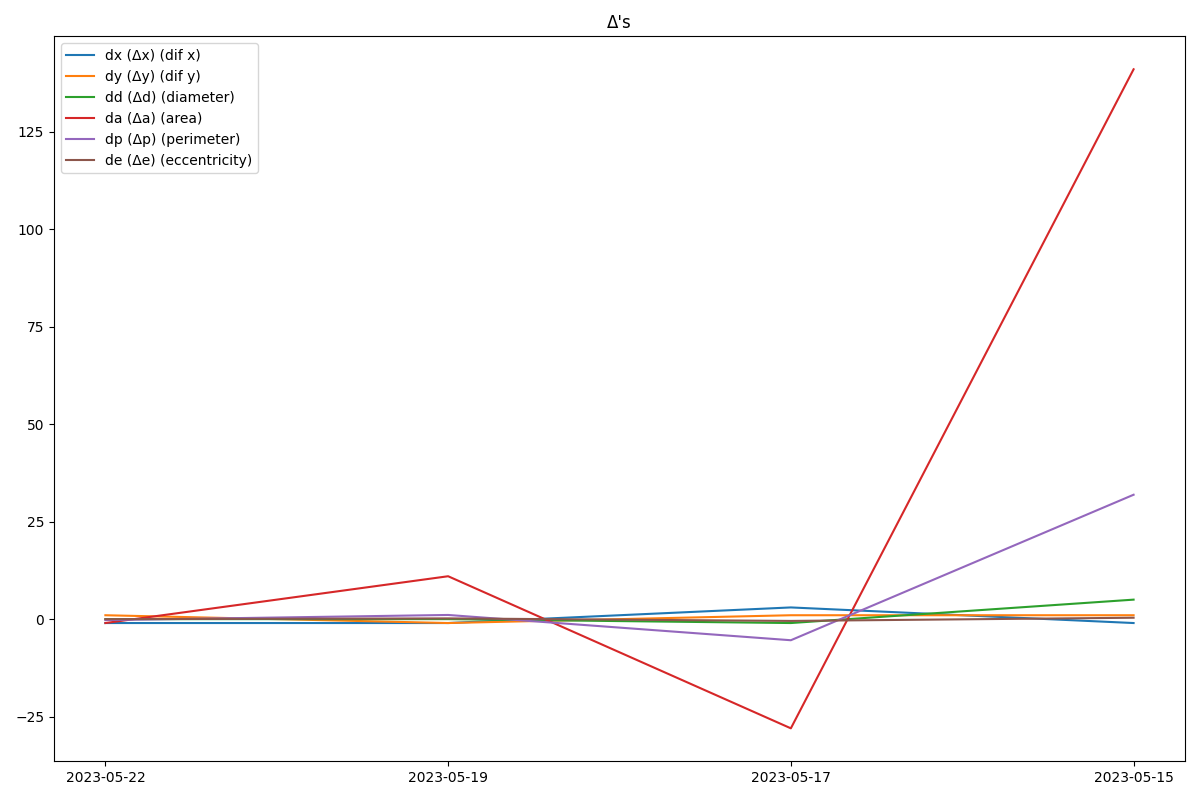 Δ's
dx (Δx) (dif x)
dy (Δy) (dif y)
dd (Δd) (diameter)
da (Δa) (area)
dp (Δp) (perimeter)
de (Δe) (eccentricity)
125
100
75
50
25
0
−25
2023-05-22 2023-05-19 2023-05-17 2023-05-15